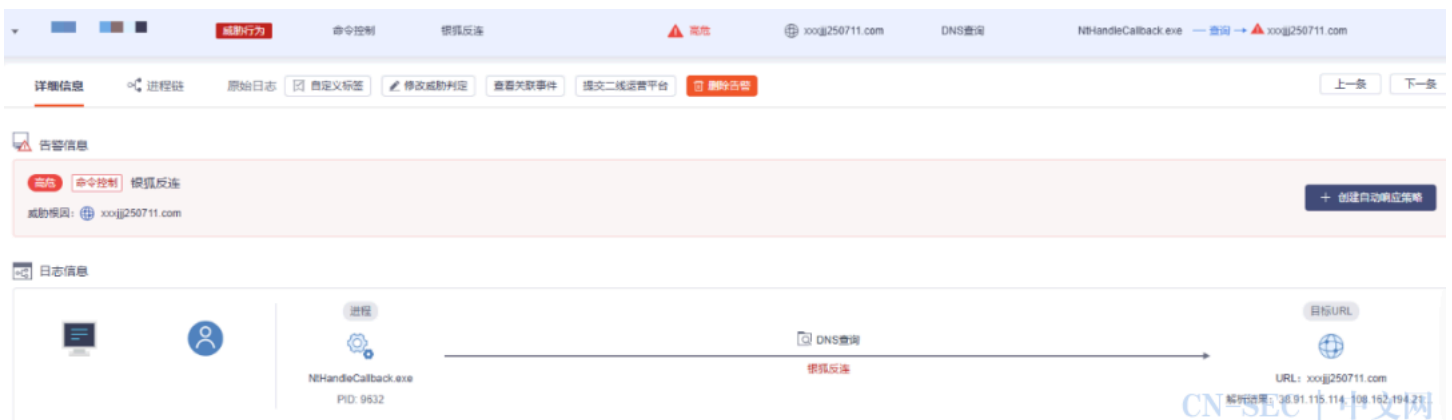 威胁行为 命令控制 银狐反连 高危 xxxjjj250711.com DNS查询 NtHandleCallback.exe — 查询 → xxxjjj250711.com
详细信息 进程链 原始日志 自定义标签 修改威胁判定 查看关联事件 提交二线运营平台 删除告警 上一条 下一条
告警信息
高危 命令控制 银狐反连
+ 创建自动响应策略
威胁根因: xxxjjj250711.com
日志信息
进程
目标URL
DNS查询
银狐反连
NtHandleCallback.exe
URL: xxxjjj250711.com
PID: 9632
解析结果: 38.91.115.114, 108.162.194.21
CN-SEC 中文网